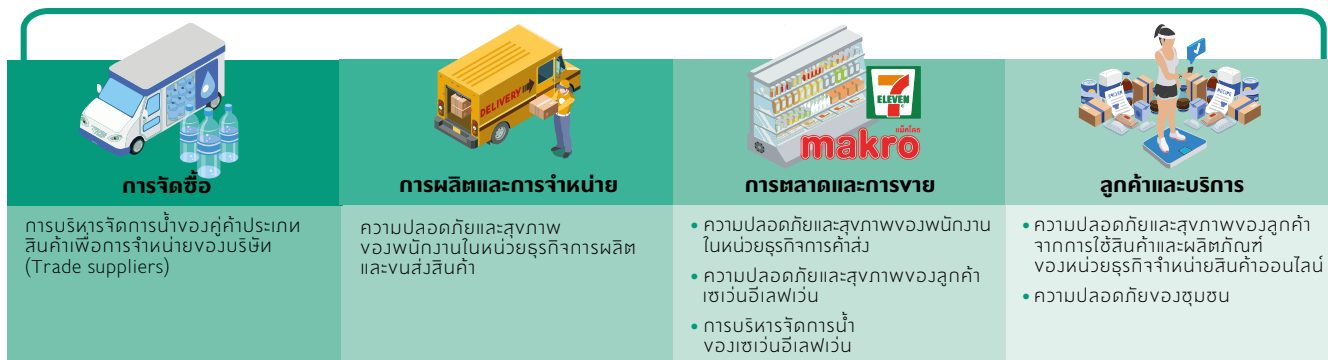 DELIVERY
7
ELEVEN
แม็คโคร
makro
RECIPE
RECIPE
การจัดซื้อ
การผลิตและการจำหน่าย
การตลาดและการขาย
ลูกค้าและบริการ
การบริหารจัดการน้ำของคู่ค้าประเภท
สินค้าเพื่อการจำหน่ายของบริษัท
(Trade suppliers)
ความปลอดภัยและสุขภาพ
ของพนักงานในหน่วยธุรกิจการผลิต
และขนส่งสินค้า
• ความปลอดภัยและสุขภาพของพนักงาน
ในหน่วยธุรกิจการค้าส่ง
• ความปลอดภัยและสุขภาพของลูกค้า
เซเว่นอีเลฟเว่น
• การบริหารจัดการน้ำ
ของเซเว่นอีเลฟเว่น
• ความปลอดภัยและสุขภาพของลูกค้า
จากการใช้สินค้าและผลิตภัณฑ์
ของหน่วยธุรกิจจำหน่ายสินค้าออนไลน์
• ความปลอดภัยของชุมชน